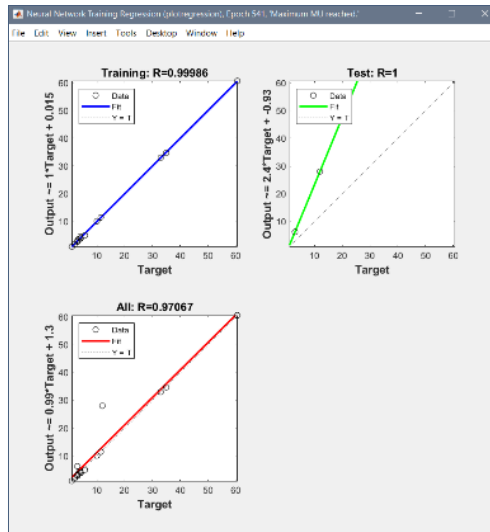 Neural Network Training Regression (plotregression), Epoch 541, 'Maximum MU reached.'
File Edit View Insert Tools Desktop Window Help
Training: R=0.99986
Output ~= 1*Target + 0.015
60
50
40
30
20
10
Data
Fit
Y = T
10 20 30 40 50 60
Target
Test: R=1
Output ~= 2.4*Target + -0.93
60
50
40
30
20
10
Data
Fit
Y = T
10 20 30 40 50 60
Target
All: R=0.97067
Output ~= 0.99*Target + 1.3
60
50
40
30
20
10
Data
Fit
Y = T
10 20 30 40 50 60
Target